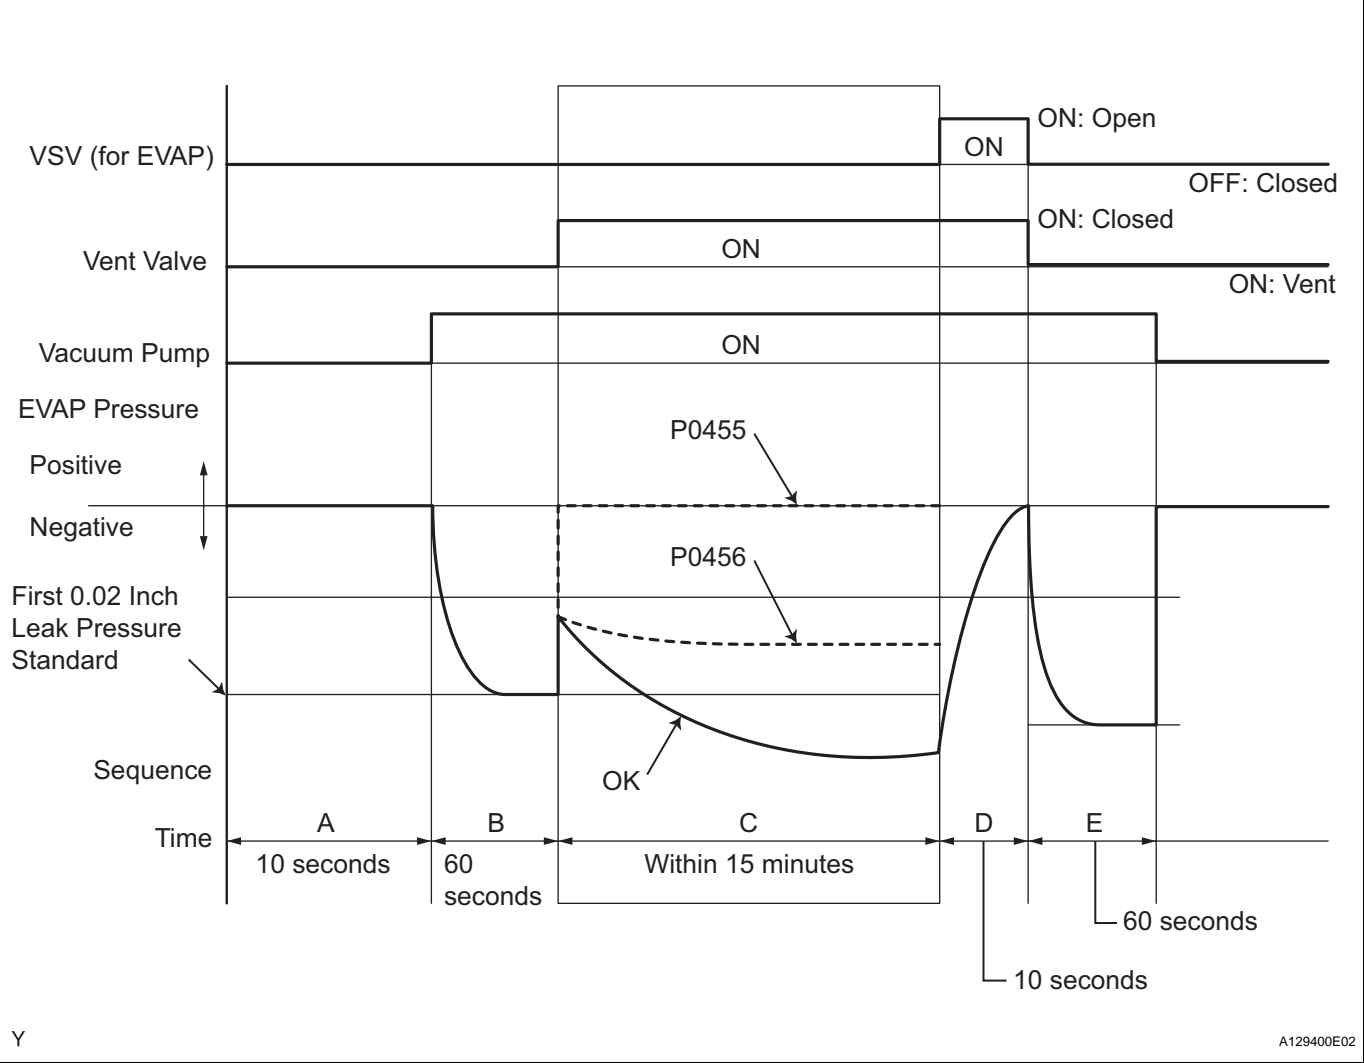 ON: Open
VSV (for EVAP)
ON
OFF: Closed
ON: Closed
Vent Valve
ON
ON: Vent
Vacuum Pump
ON
EVAP Pressure
P0455
Positive
Negative
P0456
First 0.02 Inch
Leak Pressure
Standard
OK
Sequence
A
B
C
D
E
Time
10 seconds
60
seconds
Within 15 minutes
60 seconds
10 seconds
Y
A129400E02